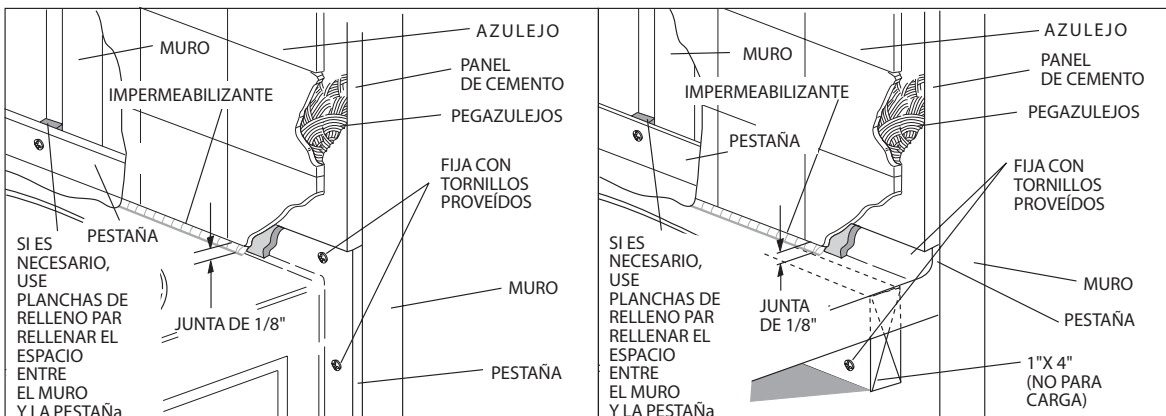 MURO
AZULEJO
IMPERMEABILIZANTE
PANEL
DE CEMENTO
PEGAZULEJOS
FIJA CON
TORNILLOS
PROVEÍDOS
PESTAÑA
SI ES
NECESARIO,
USE
PLANCHAS DE
RELLENO PAR
RELLENAR EL
ESPACIO
ENTRE
EL MURO
Y LA PESTAÑa
JUNTA DE 1/8"
MURO
PESTAÑA
MURO
AZULEJO
IMPERMEABILIZANTE
PANEL
DE CEMENTO
PEGAZULEJOS
PESTAÑA
FIJA CON
TORNILLOS
PROVEÍDOS
SI ES
NECESARIO,
USE
PLANCHAS DE
RELLENO PAR
RELLENAR EL
ESPACIO
ENTRE
EL MURO
Y LA PESTAÑa
JUNTA
DE 1/8"
MURO
PESTAÑA
1"X 4"
(NO PARA
CARGA)